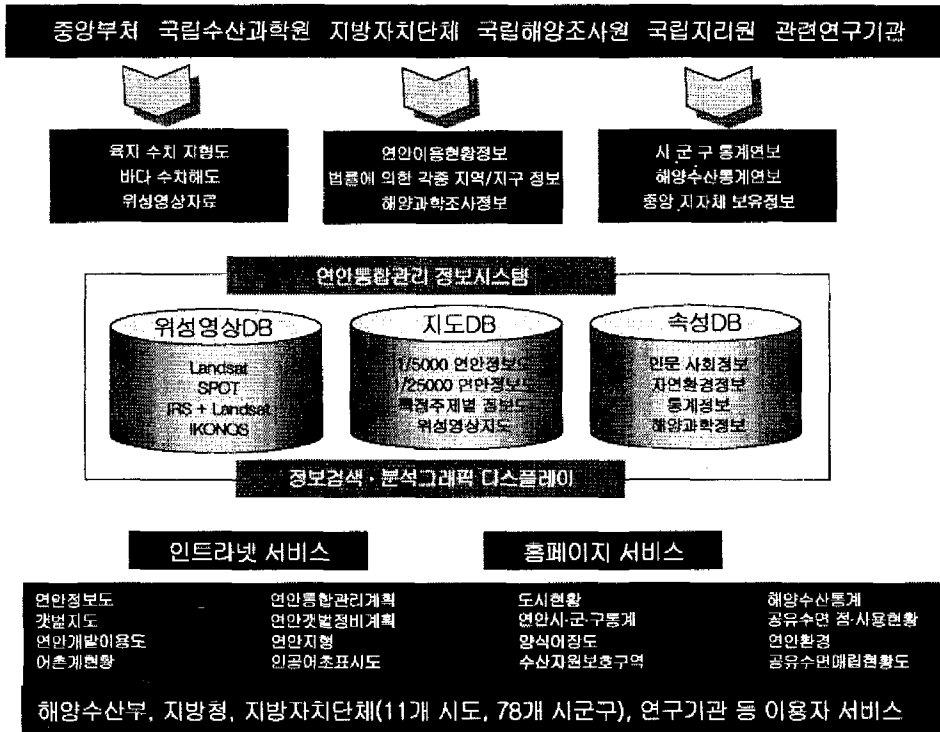 중앙부처 국립수산과학원 지방자치단체 국립해양조사원 국립지리원 관련연구기관
육지 수치 지형도
바다 수치해도
위성영상자료
연안이용현황정보
법률에 의한 각종 지역/지구 정보
해양과학조사정보
시 군 구 통계연보
해양수산통계연보
중앙 지자체 보유정보
연안통합관리 정보시스템
위성영상DB
Landsat
SPOT
IRS + Landsat
IKONOS
지도DB
1/5000 연안정보도
1/25000 연안정보도
특정주제별 정보도
위성영상지도
속성DB
인문 사회정보
자연환경정보
통계정보
해양과학정보
정보검색·분석그래픽 디스플레이
인트라넷 서비스
홈페이지 서비스
연안정보도
갯벌지도
연안개발이용도
어촌계현황
연안통합관리계획
연안갯벌정비계획
연안지형
인공어초표시도
도시현황
연안시·군·구통계
양식어장도
수산자원보호구역
해양수산통계
공유수면 점·사용현황
연안환경
공유수면매립현황도
해양수산부, 지방청, 지방자치단체(11개 시도, 78개 시군구), 연구기관 등 이용자 서비스